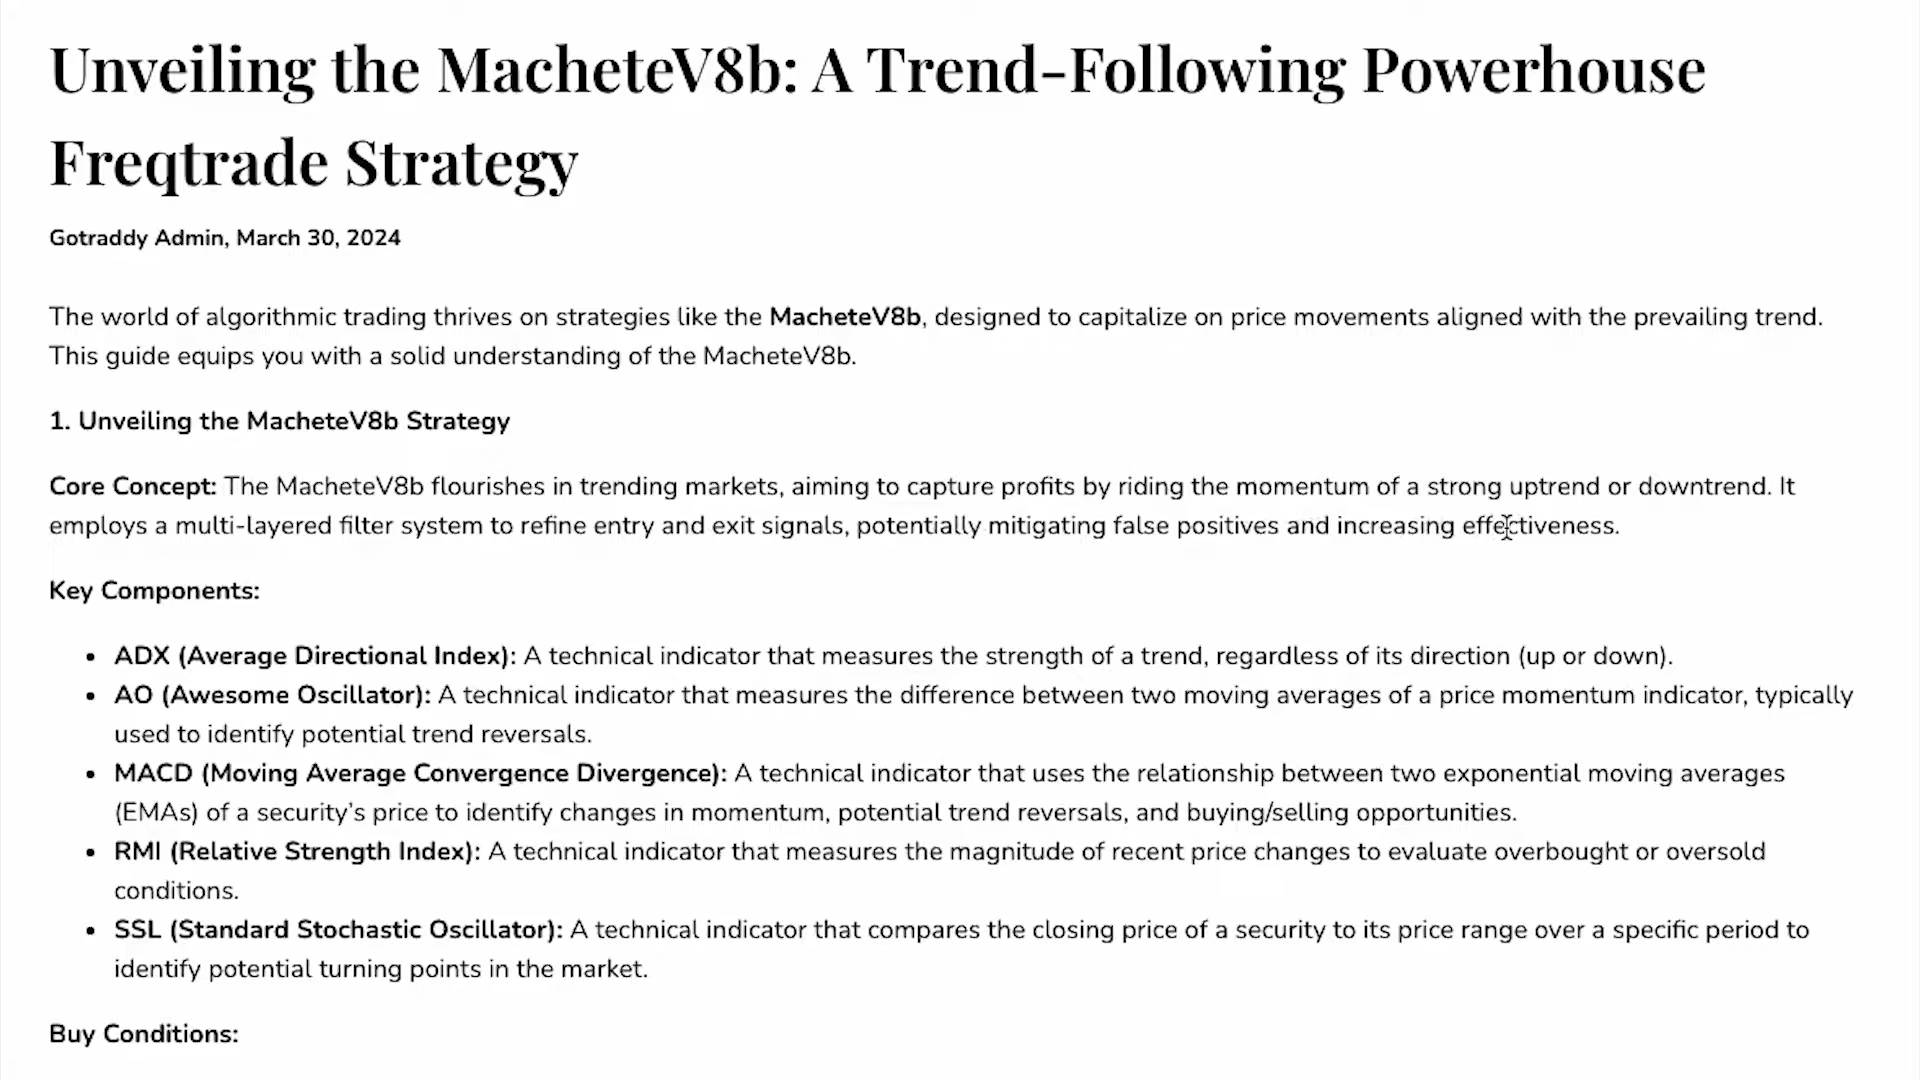 Unveiling the MacheteV8b: A Trend-Following Powerhouse
Freqtrade Strategy
Gotraddy Admin, March 30, 2024
The world of algorithmic trading thrives on strategies like the MacheteV8b, designed to capitalize on price movements aligned with the prevailing trend.
This guide equips you with a solid understanding of the MacheteV8b.
1. Unveiling the MacheteV8b Strategy
Core Concept: The MacheteV8b flourishes in trending markets, aiming to capture profits by riding the momentum of a strong uptrend or downtrend. It
employs a multi-layered filter system to refine entry and exit signals, potentially mitigating false positives and increasing effectiveness.
Key Components:
• ADX (Average Directional Index): A technical indicator that measures the strength of a trend, regardless of its direction (up or down).
• AO (Awesome Oscillator): A technical indicator that measures the difference between two moving averages of a price momentum indicator, typically
used to identify potential trend reversals.
• MACD (Moving Average Convergence Divergence): A technical indicator that uses the relationship between two exponential moving averages
(EMAs) of a security’s price to identify changes in momentum, potential trend reversals, and buying/selling opportunities.
• RMI (Relative Strength Index): A technical indicator that measures the magnitude of recent price changes to evaluate overbought or oversold
conditions.
• SSL (Standard Stochastic Oscillator): A technical indicator that compares the closing price of a security to its price range over a specific period to
identify potential turning points in the market.
Buy Conditions: